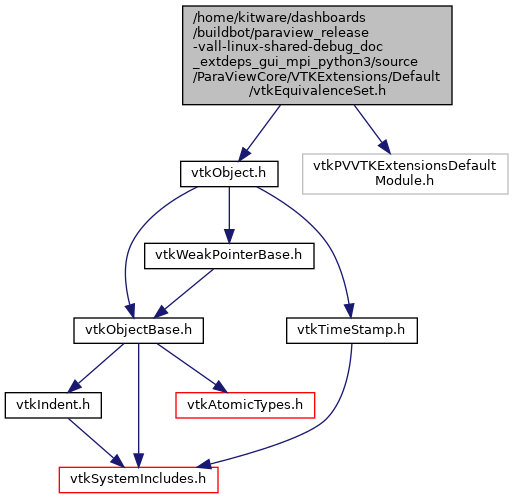 /home/kitware/dashboards
/buildbot/paraview_release
-vall-linux-shared-debug_doc
_extdeps_gui_mpi_python3/source
/ParaViewCore/VTKExtensions/Default
/vtkEquivalenceSet.h
vtkObject.h
vtkPVVTKExtensionsDefault
Module.h
vtkWeakPointerBase.h
vtkObjectBase.h
vtkTimeStamp.h
vtkIndent.h
vtkAtomicTypes.h
vtkSystemIncludes.h